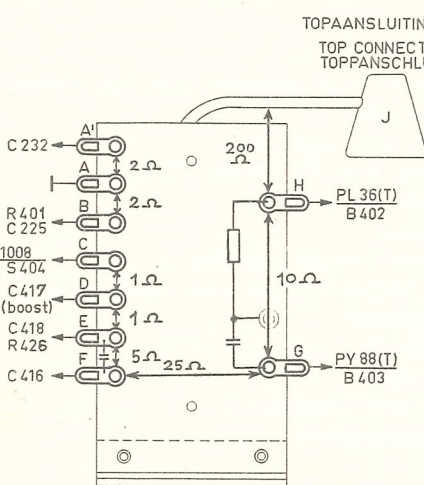 TOPAANSLUITIN
TOP CONNECT
TOPPANSCHLU
J
A'
C 232
2 Ω
A
2 Ω
B
R 401
C 225
C
1008
S 404
1 Ω
D
C 417
(boost)
1 Ω
E
C 418
R 426
5 Ω
F
C 416
25 Ω
200
Ω
H
PL 36(T)
B 402
10 Ω
G
PY 88(T)
B 403